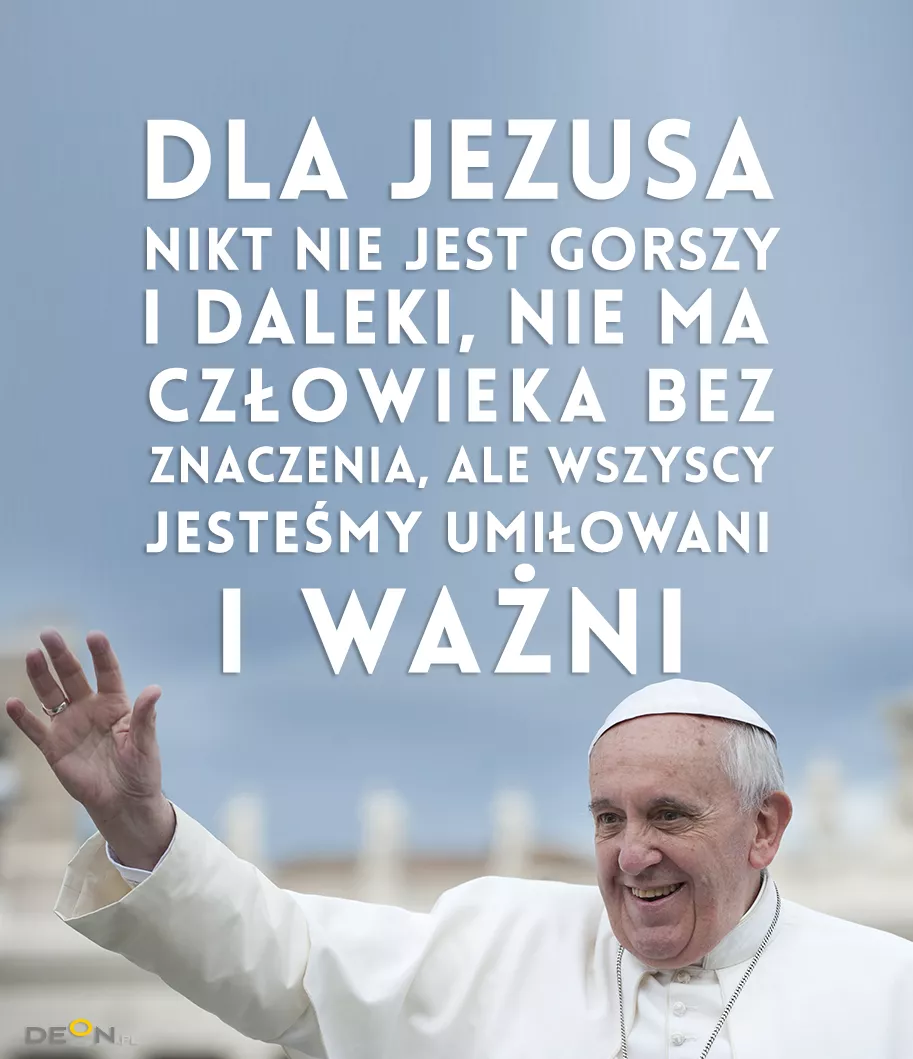 DLA JEZUSA
NIKT NIE JEST GORSZY
I DALEKI, NIE MA
CZŁOWIEKA BEZ
ZNACZENIA, ALE WSZYSCY
JESTEŚMY UMIŁOWANI
I WAŻNI
DEON.PL